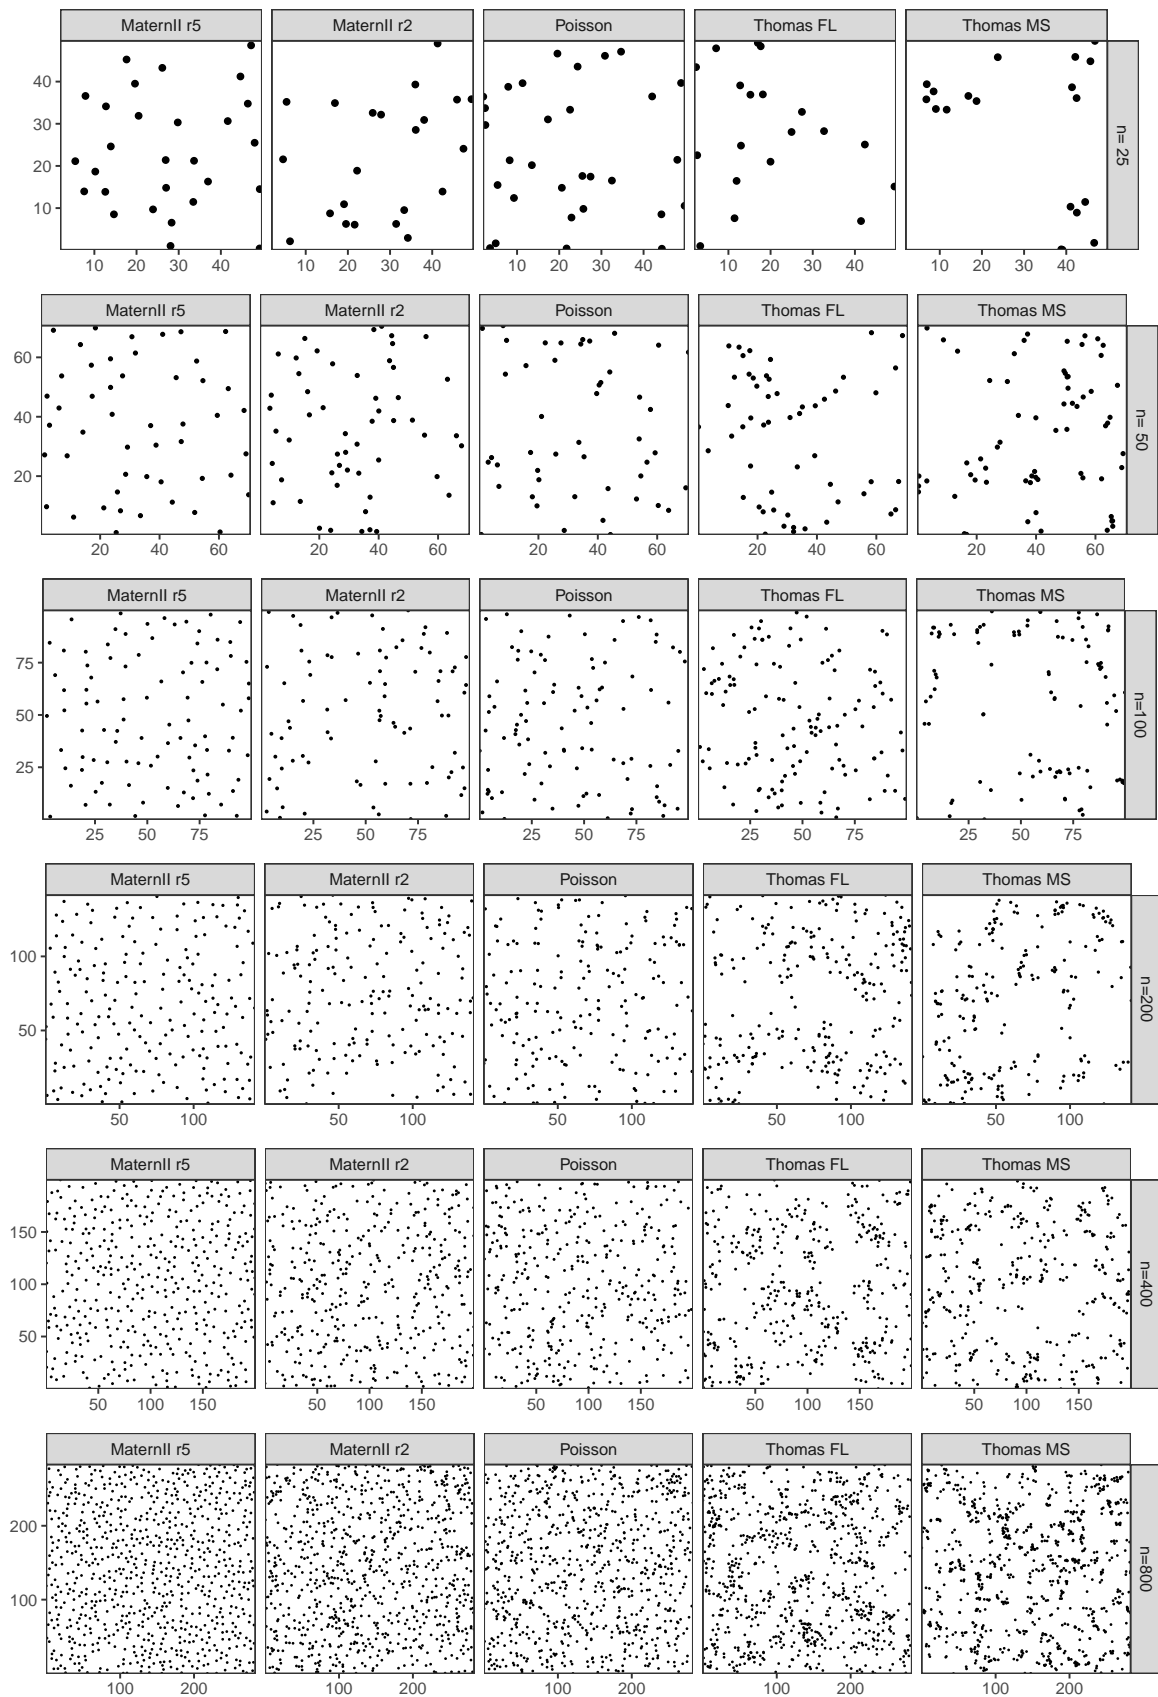 MaternII r5 MaternII r2 Poisson Thomas FL Thomas MS
40
30
20
10
n= 25
10 20 30 40 10 20 30 40 10 20 30 40 10 20 30 40 10 20 30 40
MaternII r5 MaternII r2 Poisson Thomas FL Thomas MS
60
40
20
n= 50
20 40 60 20 40 60 20 40 60 20 40 60 20 40 60
MaternII r5 MaternII r2 Poisson Thomas FL Thomas MS
75
50
25
n=100
25 50 75 25 50 75 25 50 75 25 50 75 25 50 75
MaternII r5 MaternII r2 Poisson Thomas FL Thomas MS
100
50
n=200
50 100 50 100 50 100 50 100 50 100
MaternII r5 MaternII r2 Poisson Thomas FL Thomas MS
150
100
50
n=400
50 100 150 50 100 150 50 100 150 50 100 150 50 100 150
MaternII r5 MaternII r2 Poisson Thomas FL Thomas MS
200
100
n=800
100 200 100 200 100 200 100 200 100 200